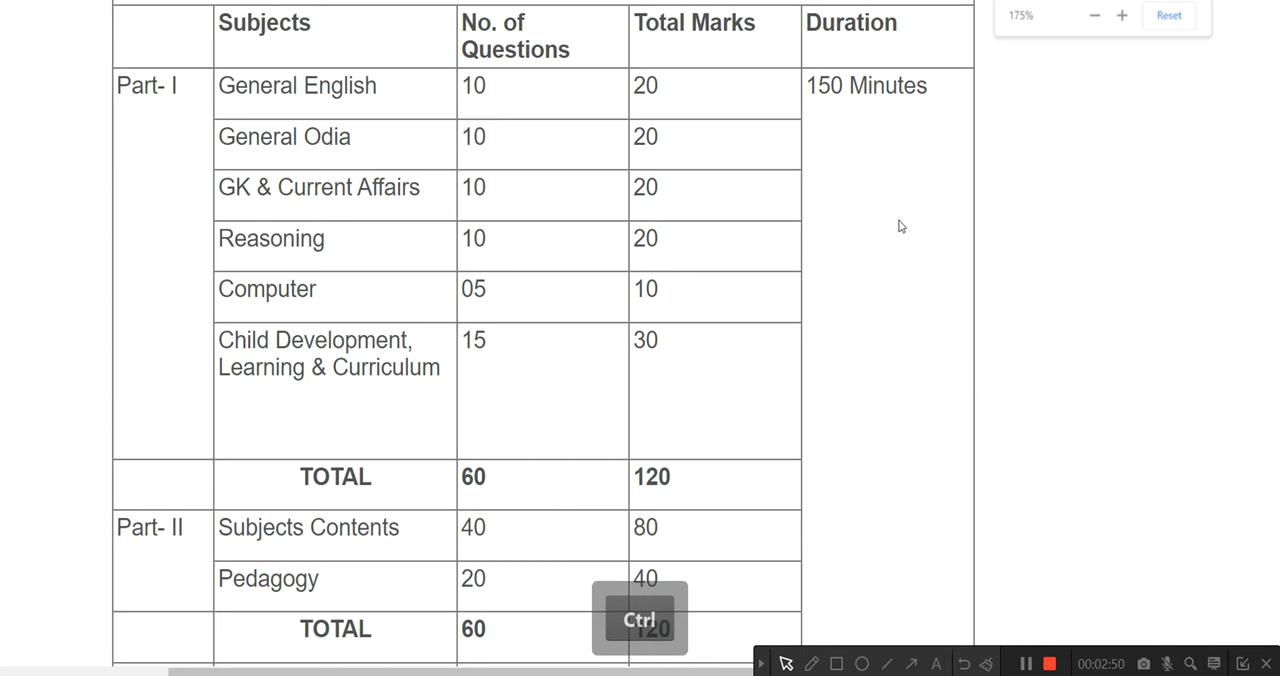 175% Reset
Subjects No. of Total Marks Duration
Questions
Part- I General English 10 20 150 Minutes
General Odia 10 20
GK & Current Affairs 10 20
Reasoning 10 20
Computer 05 10
Child Development, 15 30
Learning & Curriculum
TOTAL 60 120
Part- II Subjects Contents 40 80
Pedagogy 20 40
Ctrl
TOTAL 60 120
00:02:50